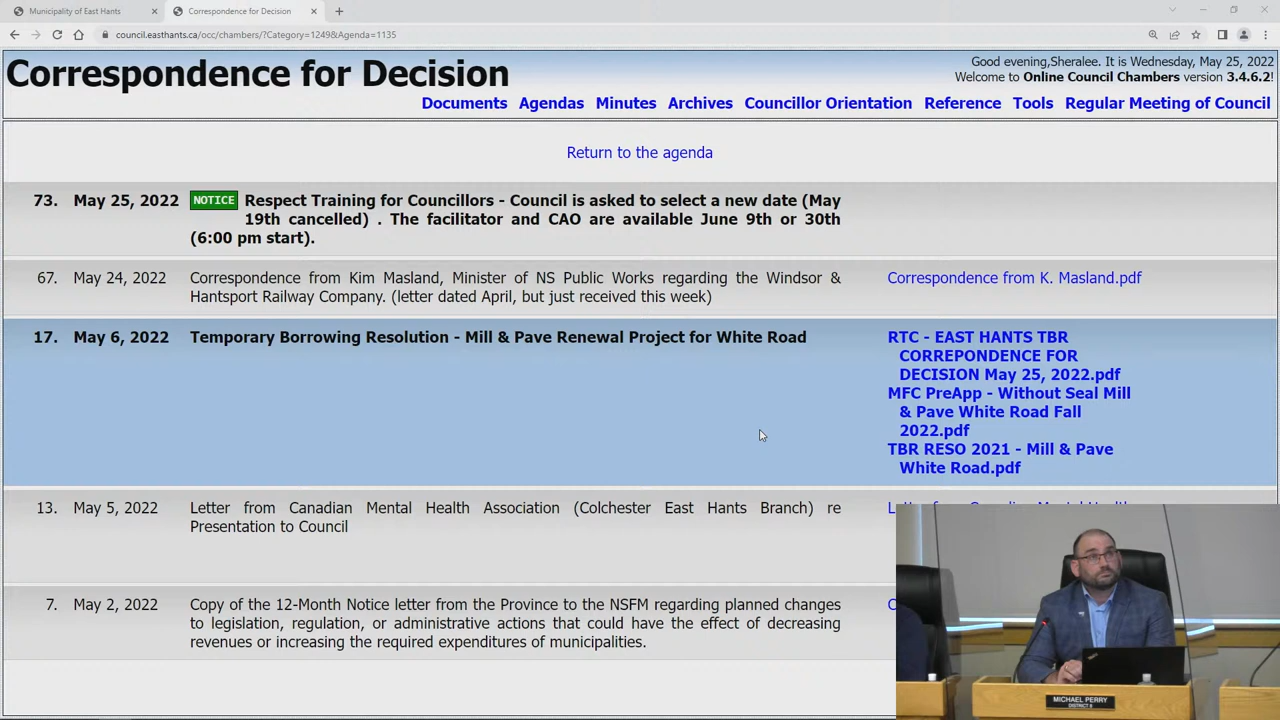 Municipality of East Hants
Correspondence for Decision
council.easthants.ca/occ/chambers/?Category=1249&Agenda=1135
Correspondence for Decision
Good evening,Sheralee. It is Wednesday, May 25, 2022
Welcome to Online Council Chambers version 3.4.6.2!
Documents Agendas Minutes Archives Councillor Orientation Reference Tools Regular Meeting of Council
Return to the agenda
73. May 25, 2022 NOTICE Respect Training for Councillors - Council is asked to select a new date (May
19th cancelled) . The facilitator and CAO are available June 9th or 30th
(6:00 pm start).
67. May 24, 2022 Correspondence from Kim Masland, Minister of NS Public Works regarding the Windsor & Correspondence from K. Masland.pdf
Hantsport Railway Company. (letter dated April, but just received this week)
17. May 6, 2022 Temporary Borrowing Resolution - Mill & Pave Renewal Project for White Road RTC - EAST HANTS TBR
CORREPONDENCE FOR
DECISION May 25, 2022.pdf
MFC PreApp - Without Seal Mill
& Pave White Road Fall
2022.pdf
TBR RESO 2021 - Mill & Pave
White Road.pdf
13. May 5, 2022 Letter from Canadian Mental Health Association (Colchester East Hants Branch) re
Presentation to Council
7. May 2, 2022 Copy of the 12-Month Notice letter from the Province to the NSFM regarding planned changes
to legislation, regulation, or administrative actions that could have the effect of decreasing
revenues or increasing the required expenditures of municipalities.
MICHAEL PERRY